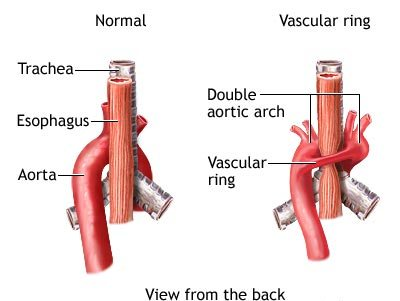 Normal
Vascular ring
Trachea
Esophagus
Aorta
Double
aortic arch
Vascular
ring
View from the back